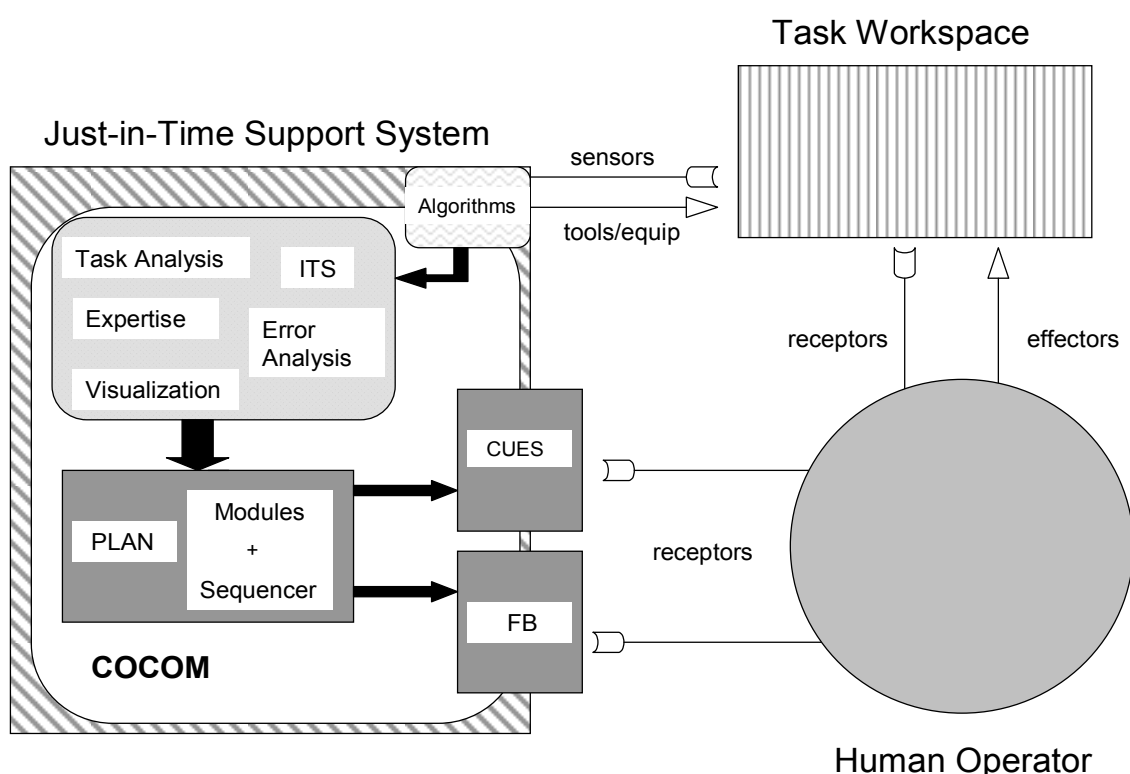 Task Workspace
Just-in-Time Support System
sensors
Algorithms
tools/equip
Task Analysis
ITS
Expertise
Error
Analysis
Visualization
receptors
effectors
CUES
PLAN
Modules
+
Sequencer
receptors
FB
COCOM
Human Operator